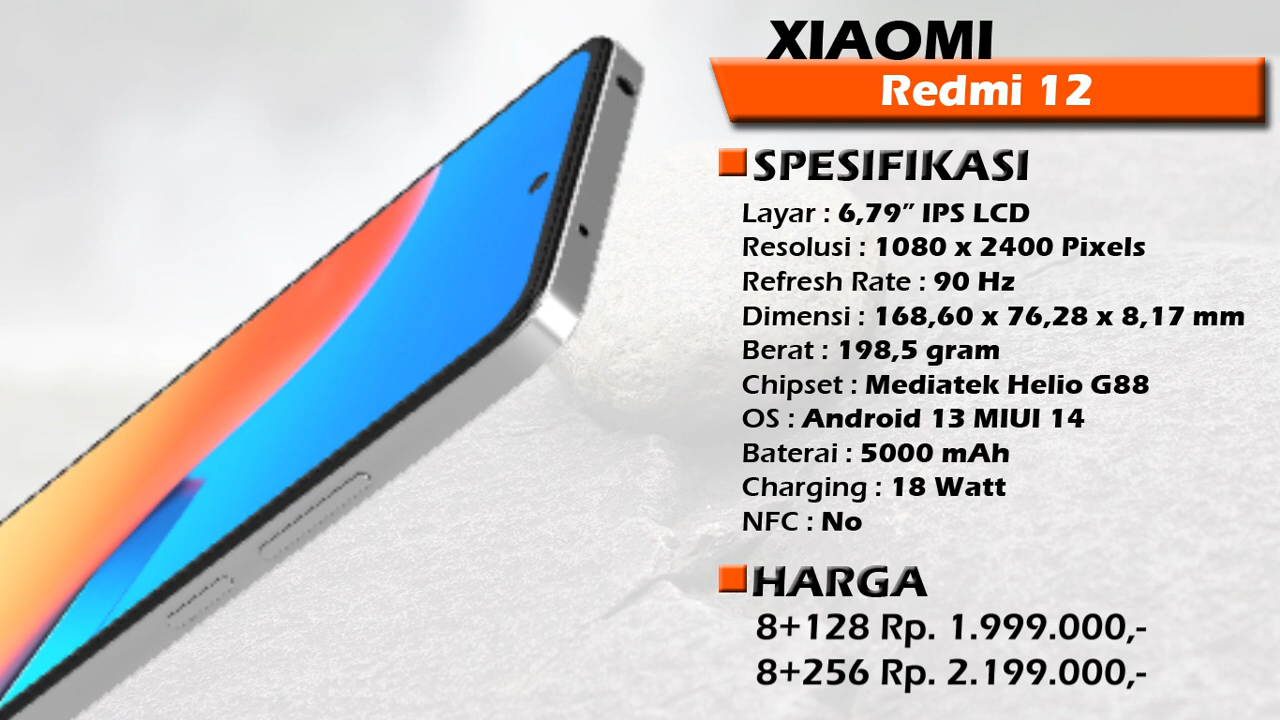 XIAOMI
Redmi 12
SPESIFIKASI
Layar : 6,79” IPS LCD
Resolusi : 1080 x 2400 Pixels
Refresh Rate : 90 Hz
Dimensi : 168,60 x 76,28 x 8,17 mm
Berat : 198,5 gram
Chipset : Mediatek Helio G88
OS : Android 13 MIUI 14
Baterai : 5000 mAh
Charging : 18 Watt
NFC : No
HARGA
8+128 Rp. 1.999.000,-
8+256 Rp. 2.199.000,-